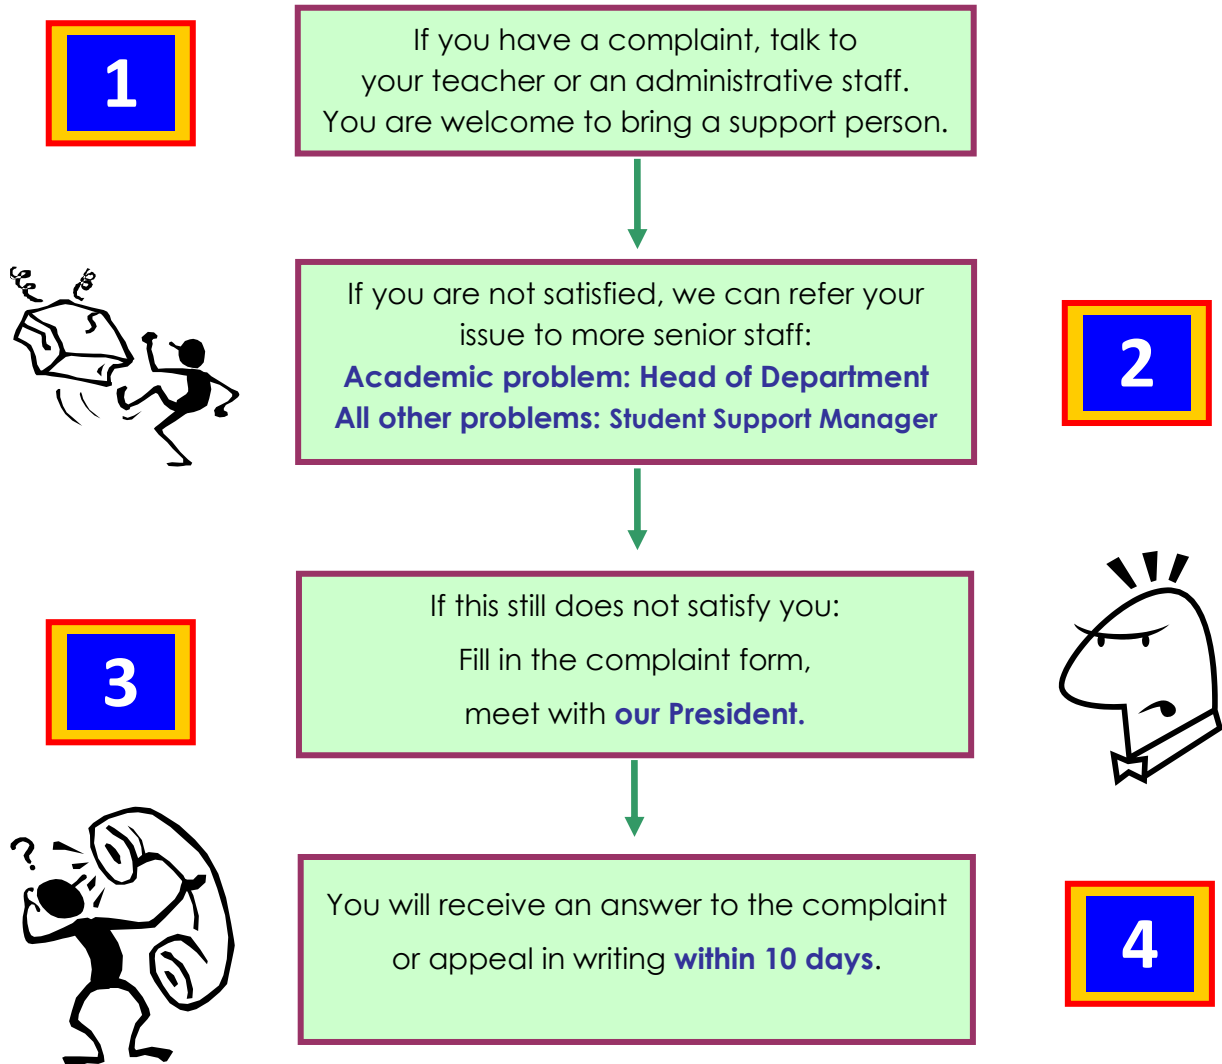 1
If you have a complaint, talk to
your teacher or an administrative staff.
You are welcome to bring a support person.
If you are not satisfied, we can refer your
issue to more senior staff:
Academic problem: Head of Department
All other problems: Student Support Manager
2
3
If this still does not satisfy you:
Fill in the complaint form,
meet with our President.
?
You will receive an answer to the complaint
or appeal in writing within 10 days.
4